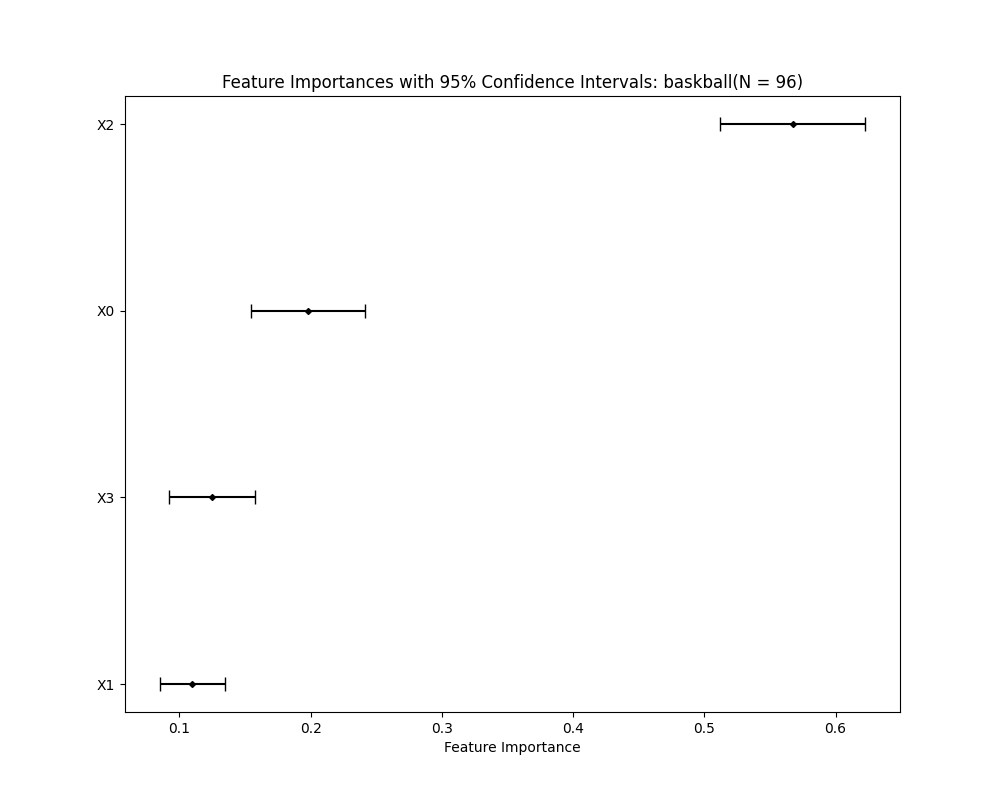 Feature Importances with 95% Confidence Intervals: baskball(N = 96)
X2
X0
X3
X1
0.1 0.2 0.3 0.4 0.5 0.6
Feature Importance